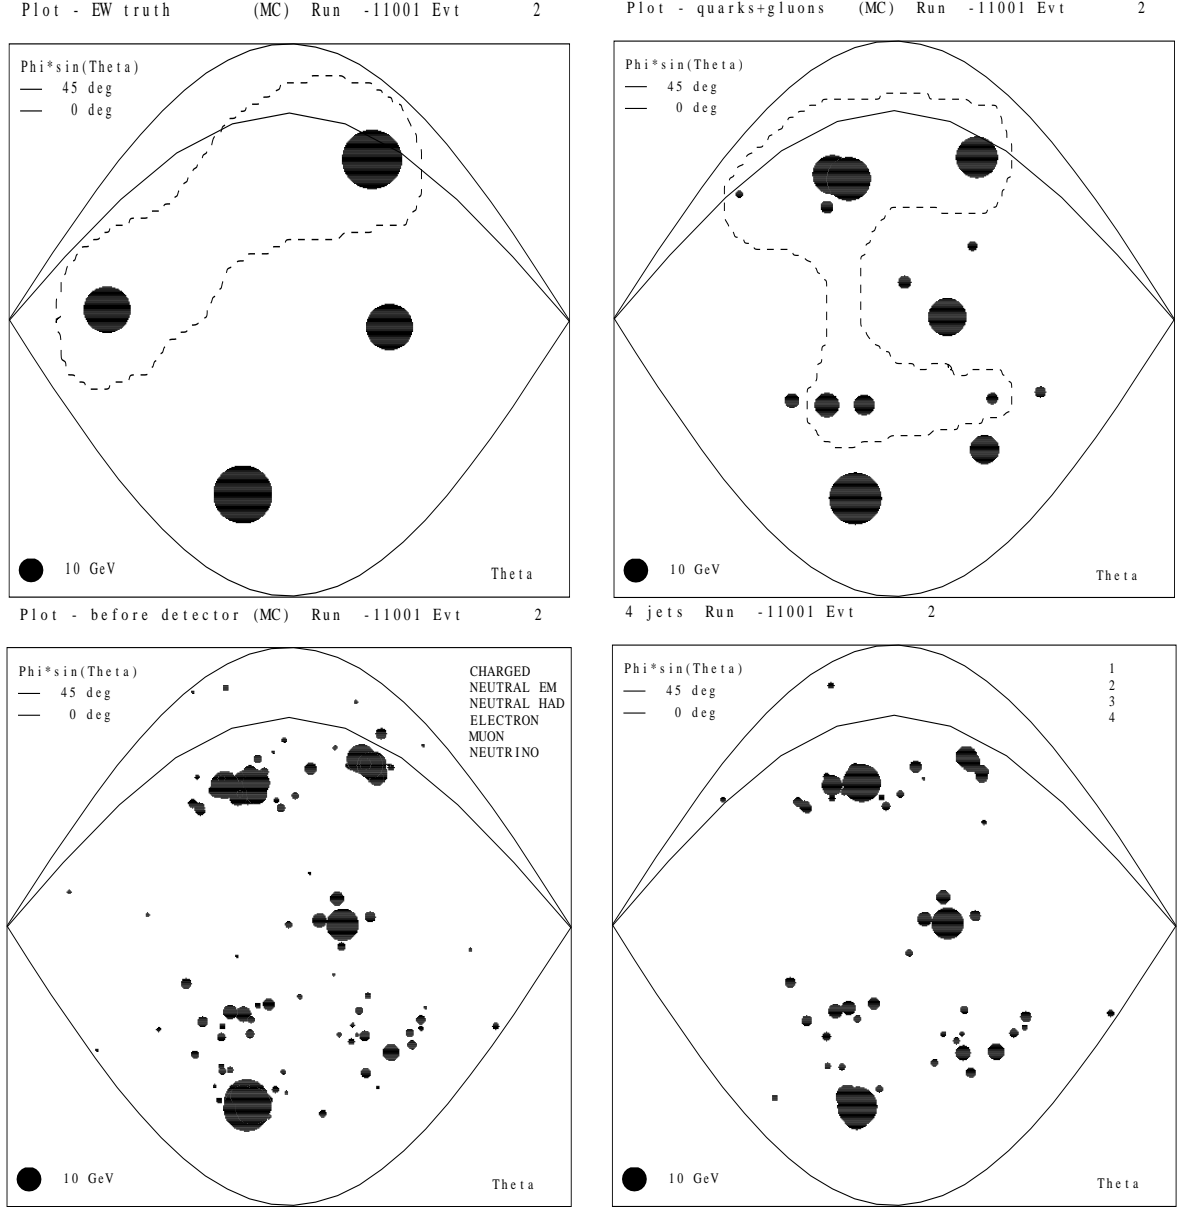 Plot - EW truth (MC) Run -11001 Evt 2
Phi*sin(Theta)
45 deg
0 deg
10 GeV
Theta
Plot - quarks+gluons (MC) Run -11001 Evt 2
Phi*sin(Theta)
45 deg
0 deg
10 GeV
Theta
Plot - before detector (MC) Run -11001 Evt 2
Phi*sin(Theta)
45 deg
0 deg
CHARGED
NEUTRAL EM
NEUTRAL HAD
ELECTRON
MUON
NEUTRINO
10 GeV
Theta
4 jets Run -11001 Evt 2
Phi*sin(Theta)
45 deg
0 deg
1
2
3
4
10 GeV
Theta